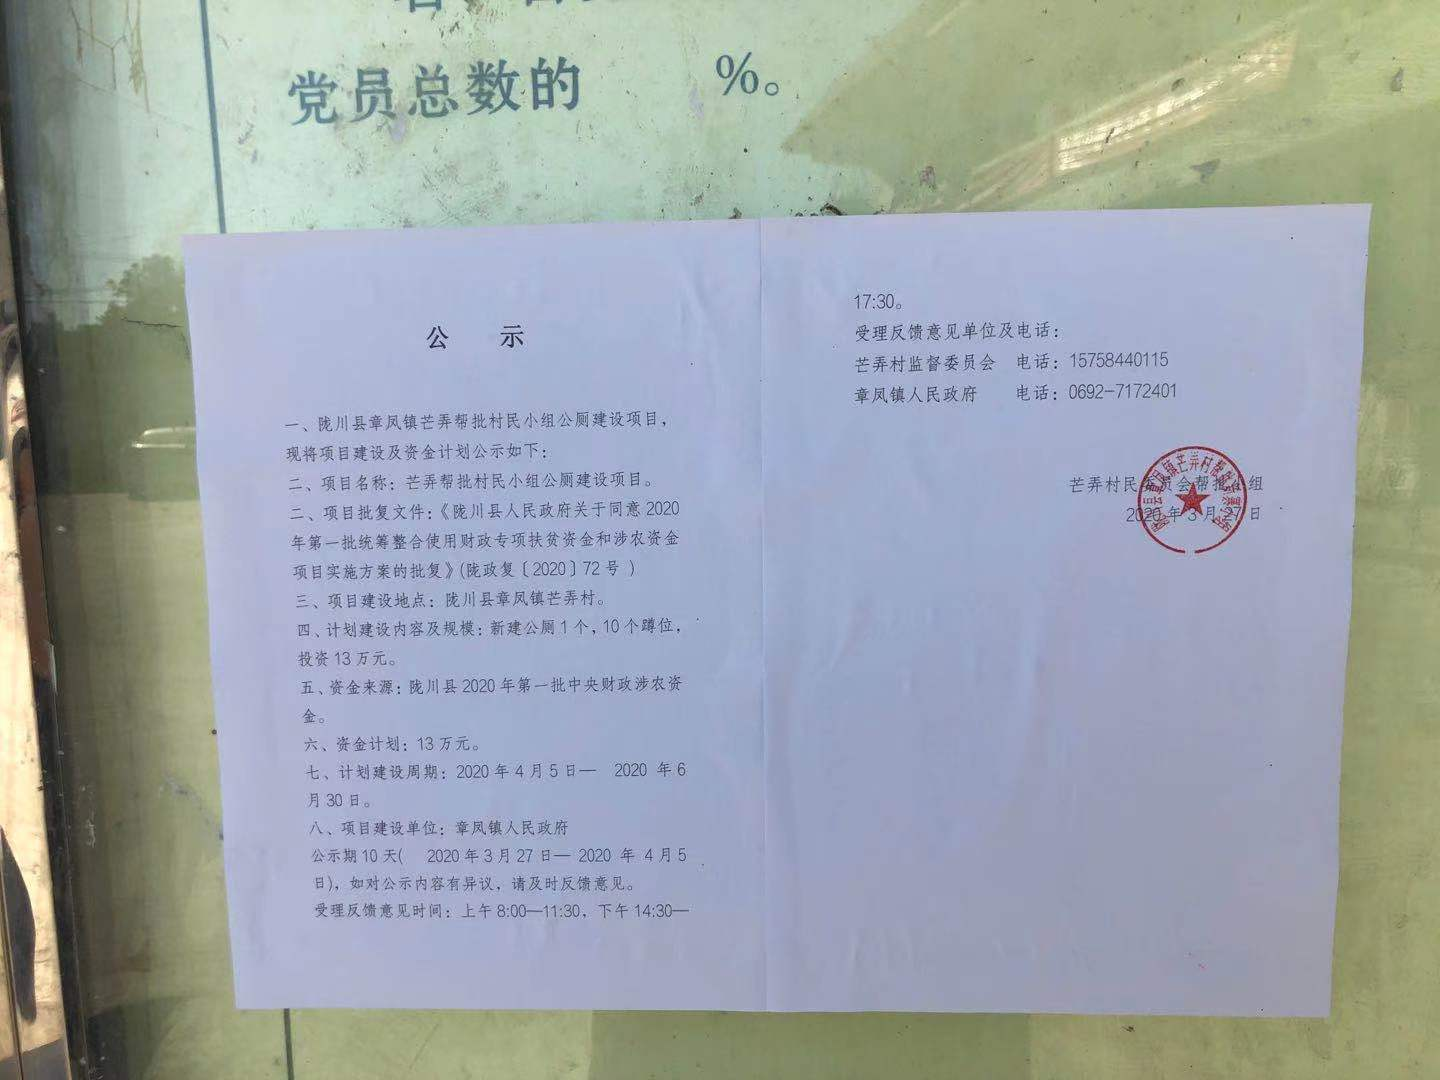 党员总数的 %。
公 示
一、陇川县章凤镇芒弄帮批村民小组公厕建设项目，
现将项目建设及资金计划公示如下：
二、项目名称：芒弄帮批村民小组公厕建设项目。
二、项目批复文件：《陇川县人民政府关于同意2020
年第一批统筹整合使用财政专项扶贫资金和涉农资金
项目实施方案的批复》(陇政复〔2020〕72号 )
三、项目建设地点：陇川县章凤镇芒弄村。
四、计划建设内容及规模：新建公厕1个，10个蹲位，
投资13万元。
五、资金来源：陇川县2020年第一批中央财政涉农资
金。
六、资金计划：13万元。
七、计划建设周期：2020年4月5日— 2020 年6
月30日。
八、项目建设单位：章凤镇人民政府
公示期10天( 2020年3月27日— 2020 年 4月5
日)，如对公示内容有异议，请及时反馈意见。
受理反馈意见时间：上午8:00—11:30，下午14:30—
17:30。
受理反馈意见单位及电话：
芒弄村监督委员会 电话：15758440115
章凤镇人民政府 电话：0692-7172401
芒弄村民委员会帮批小组
2020年3月27日